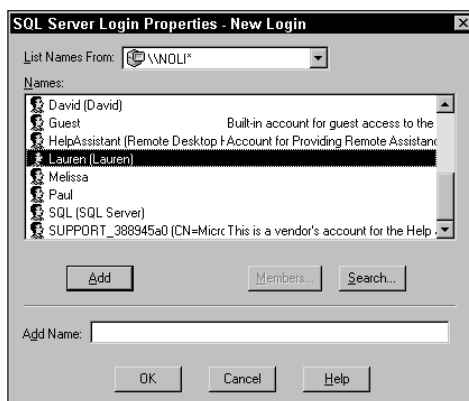 SQL Server Login Properties - New Login
List Names From: \\NOLI*
Names:
David (David)
Guest Built-in account for guest access to the
HelpAssistant (Remote Desktop H Account for Providing Remote Assistanc
Lauren (Lauren)
Melissa
Paul
SQL (SQL Server)
SUPPORT_388945a0 (CN=Micro This is a vendor's account for the Help
Add Members... Search...
Add Name:
OK Cancel Help